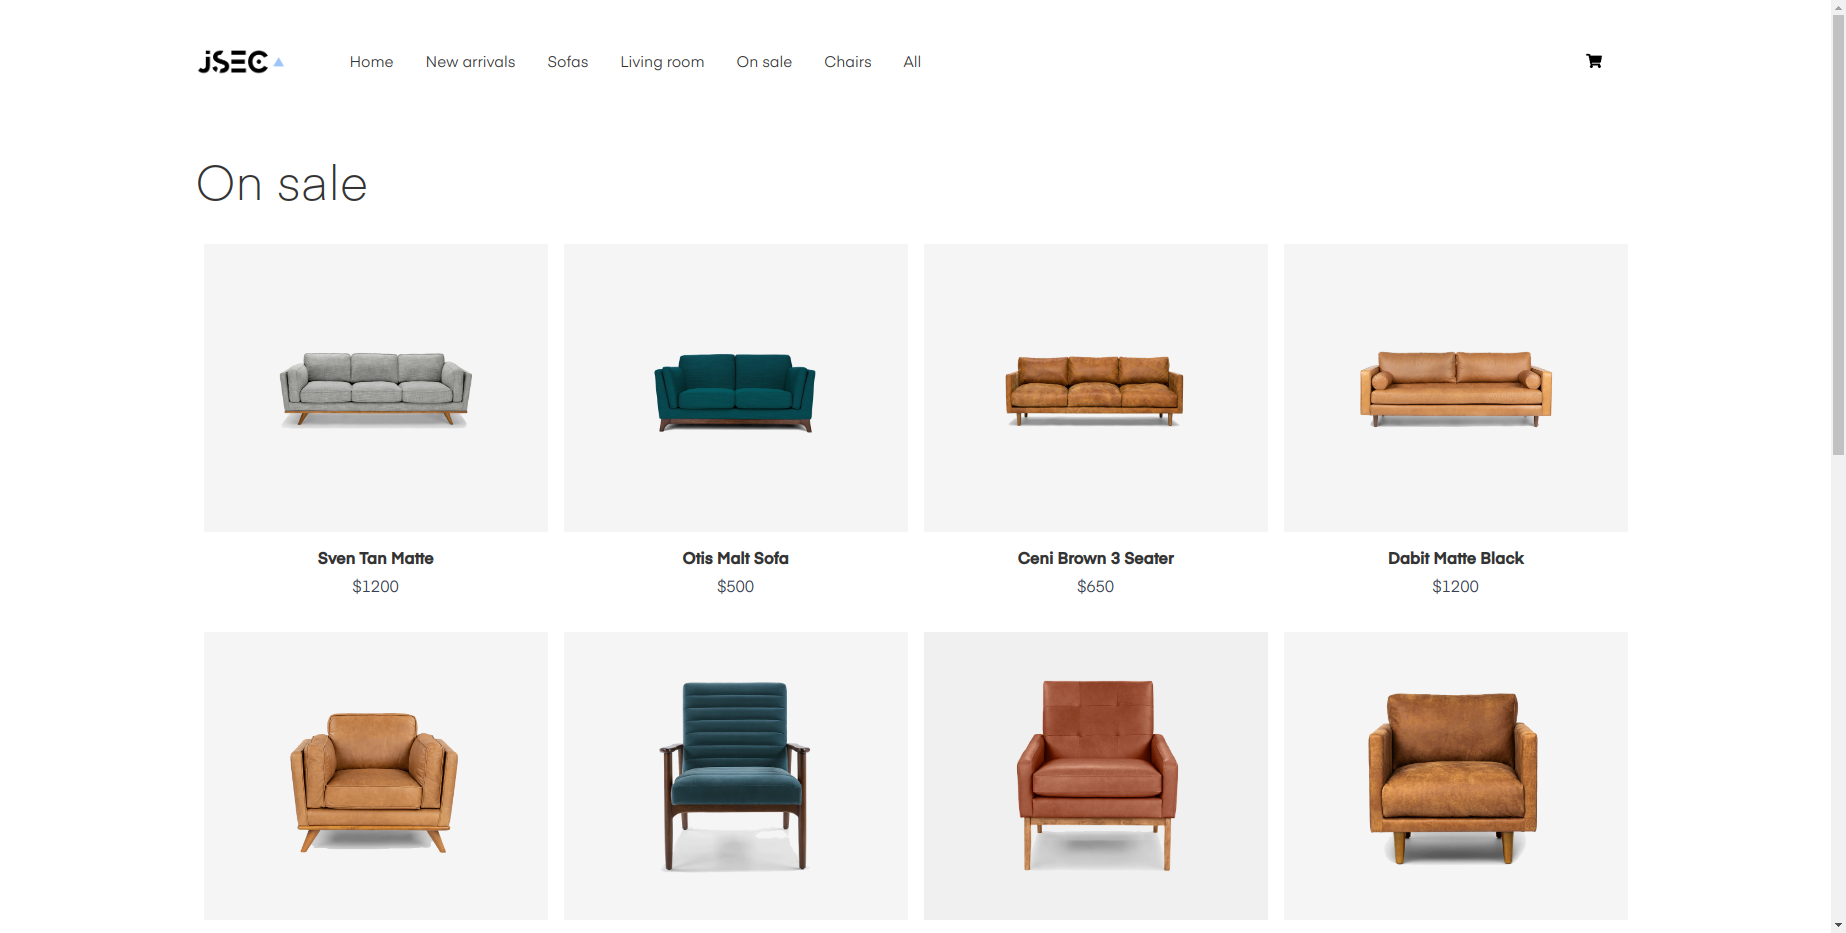 JSEC
Home New arrivals Sofas Living room On sale Chairs All
On sale
Sven Tan Matte Otis Malt Sofa Ceni Brown 3 Seater Dabit Matte Black
$1200 $500 $650 $1200